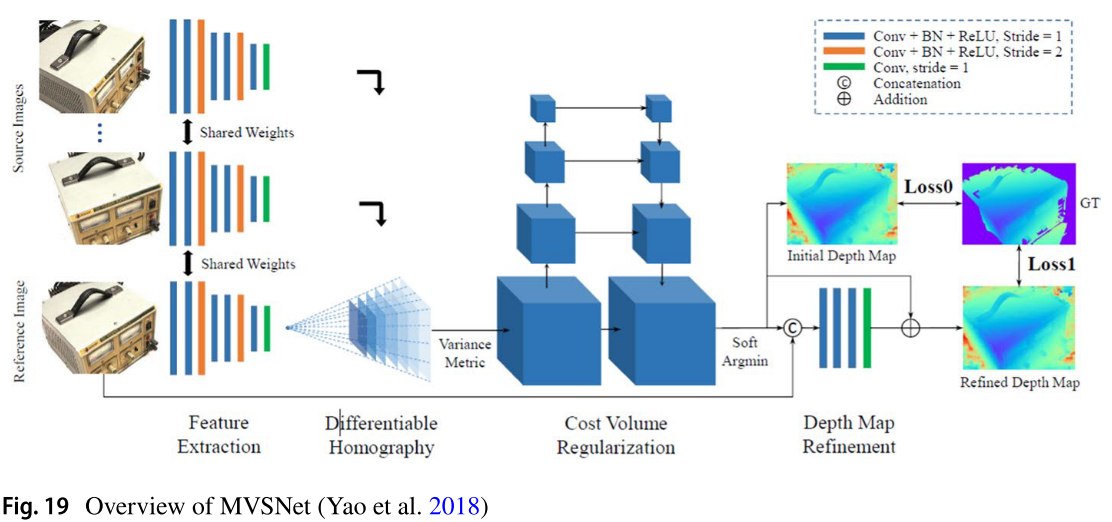 Source Images
Reference Image
Shared Weights
Shared Weights
Conv + BN + ReLU, Stride = 1
Conv + BN + ReLU, Stride = 2
Conv, stride = 1
C Concatenation
Addition
Variance
Metric
Soft
Argmin
C
Initial Depth Map
Loss0
GT
Loss1
Refined Depth Map
Feature
Extraction
Differentiable
Homography
Cost Volume
Regularization
Depth Map
Refinement
Fig. 19 Overview of MVSNet (Yao et al. 2018)